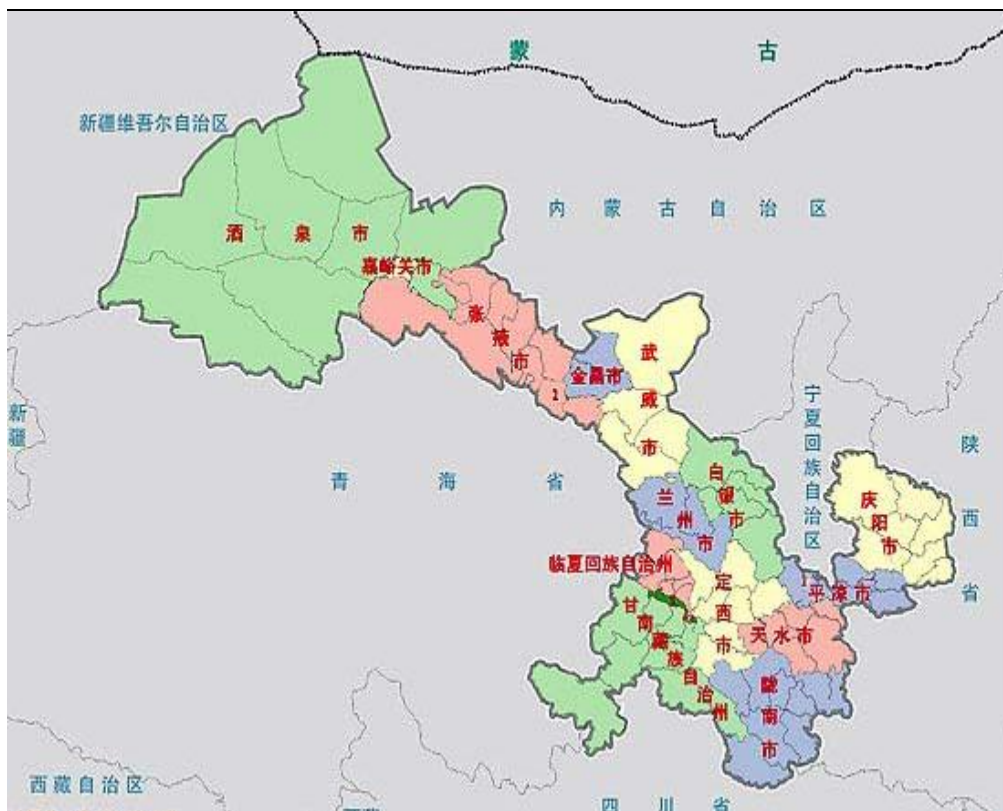 蒙古
新疆维吾尔自治区
内蒙古自治区
酒泉市
嘉峪关市
张掖市
1
金昌市
武威市
新疆
青海省
宁夏回族自治区
陕西省
白银市
兰州市
庆阳市
临夏回族自治州
定西市
1
平凉市
甘南藏族自治州
天水市
陇南市
西藏自治区
四川省